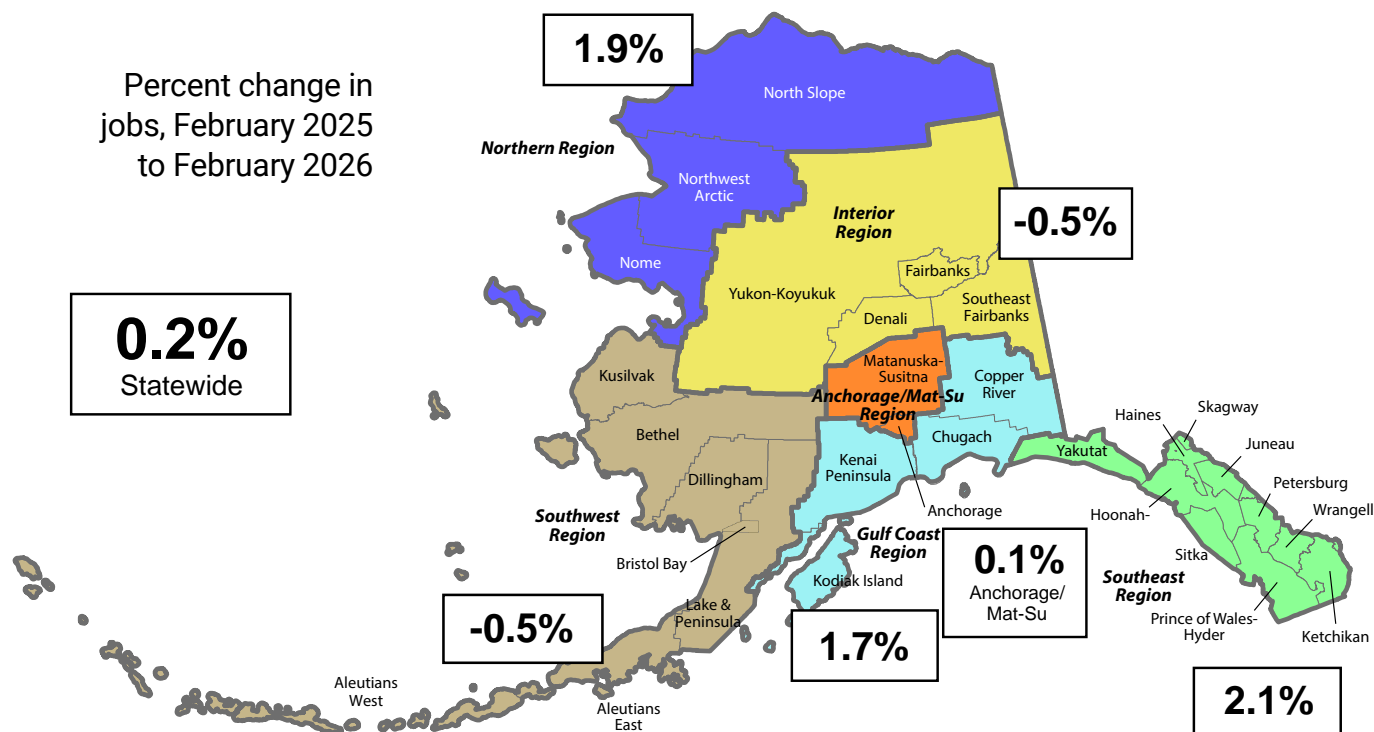 Percent change in
jobs, February 2025
to February 2026
1.9%
North Slope
Northern Region
Northwest
Arctic
Interior
Region
-0.5%
Nome
Fairbanks
Yukon-Koyukuk
Southeast
Fairbanks
Denali
0.2%
Statewide
Kusilvak
Matanuska-
Susitna
Copper
River
Anchorage/Mat-Su
Region
Bethel
Chugach
Haines
Skagway
Yakutat
Juneau
Kenai
Peninsula
Dillingham
Petersburg
Anchorage
Hoonah-
Wrangell
Southwest
Region
Bristol Bay
Gulf Coast
Region
Kodiak Island
0.1%
Anchorage/
Mat-Su
Sitka
Southeast
Region
Prince of Wales-
Hyder
Ketchikan
Lake &
Peninsula
-0.5%
1.7%
2.1%
Aleutians
West
Aleutians
East